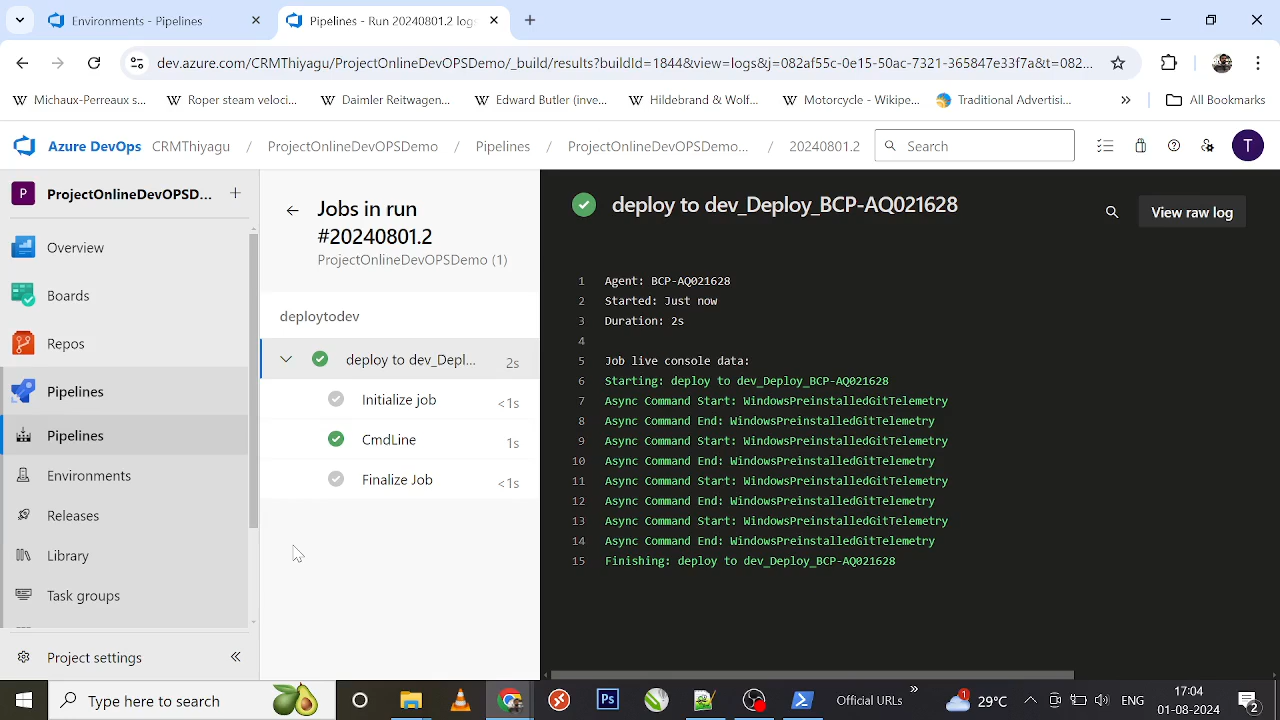 Environments - Pipelines
Pipelines - Run 20240801.2 log
dev.azure.com/CRMThiyagu/ProjectOnlineDevOPSDemo/_build/results?buildId=1844&view=logs&j=082af55c-0e15-50ac-7321-365847e33f7a&t=082...
Michaux-Perreaux s...
Roper steam veloci...
Daimler Reitwagen...
Edward Butler (inve...
Hildebrand & Wolf...
Motorcycle - Wikipe...
Traditional Advertisi...
All Bookmarks
Azure DevOps CRMThiyagu / ProjectOnlineDevOPSDemo / Pipelines / ProjectOnlineDevOPSDemo... / 20240801.2
Search
T
P ProjectOnlineDevOPSD...
Overview
Boards
Repos
Pipelines
Pipelines
Environments
Releases
Library
Task groups
Project settings
Jobs in run
#20240801.2
ProjectOnlineDevOPSDemo (1)
deploytodev
deploy to dev_Depl... 2s
Initialize job <1s
CmdLine 1s
Finalize Job <1s
deploy to dev_Deploy_BCP-AQ021628
View raw log
1 Agent: BCP-AQ021628
2 Started: Just now
3 Duration: 2s
4
5 Job live console data:
6 Starting: deploy to dev_Deploy_BCP-AQ021628
7 Async Command Start: WindowsPreinstalledGitTelemetry
8 Async Command End: WindowsPreinstalledGitTelemetry
9 Async Command Start: WindowsPreinstalledGitTelemetry
10 Async Command End: WindowsPreinstalledGitTelemetry
11 Async Command Start: WindowsPreinstalledGitTelemetry
12 Async Command End: WindowsPreinstalledGitTelemetry
13 Async Command Start: WindowsPreinstalledGitTelemetry
14 Async Command End: WindowsPreinstalledGitTelemetry
15 Finishing: deploy to dev_Deploy_BCP-AQ021628
Type here to search
Ps
Official URLs
1
29°C
ENG
17:04
01-08-2024
2